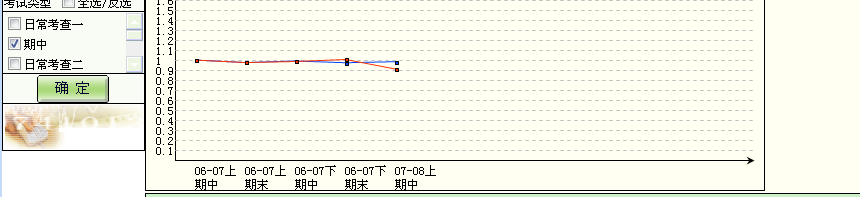 考试类型 全选/反选
日常考查一
期中
日常考查二
确 定
1.6
1.5
1.4
1.3
1.2
1.1
1
0.9
0.8
0.7
0.6
0.5
0.4
0.3
0.2
0.1
06-07上 06-07上 06-07下 06-07下 07-08上
期中 期末 期中 期末 期中